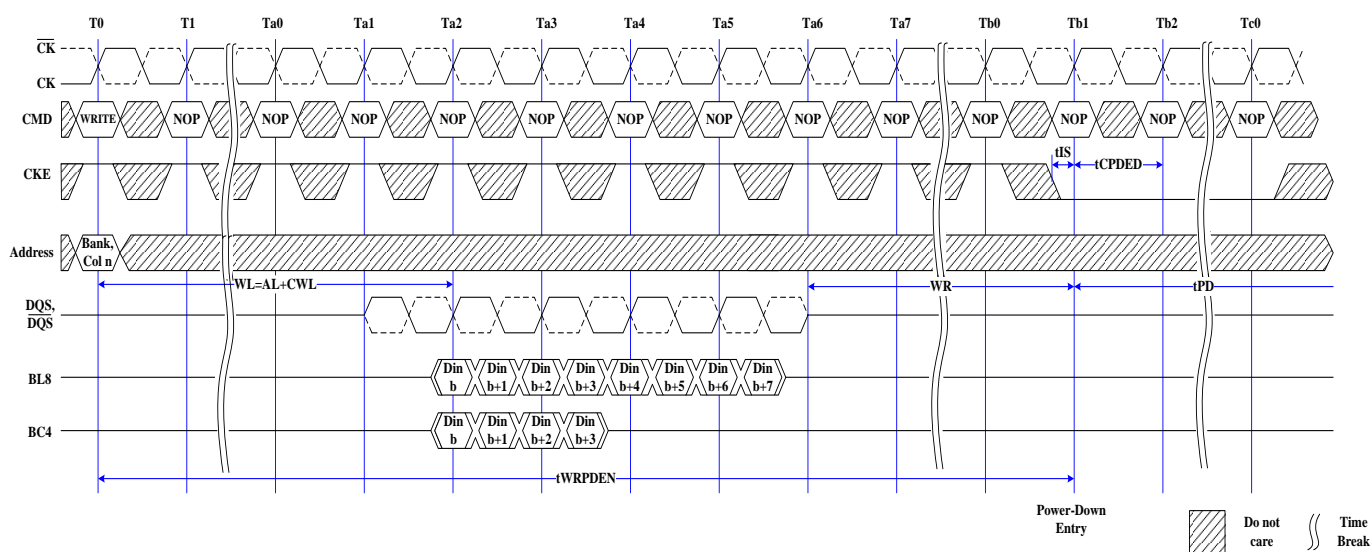 T0 T1 Ta0 Ta1 Ta2 Ta3 Ta4 Ta5 Ta6 Ta7 Tb0 Tb1 Tb2 Tc0
CK
CK
CMD WRITE NOP NOP NOP NOP NOP NOP NOP NOP NOP NOP NOP NOP NOP
tIS
CKE tCPDED
Address Bank, Col n
WL=AL+CWL WR tPD
DQS,
DQS
BL8 Din b Din b+1 Din b+2 Din b+3 Din b+4 Din b+5 Din b+6 Din b+7
BC4 Din b Din b+1 Din b+2 Din b+3
tWRPDEN
Power-Down
Entry
Do not
care
Time
Break